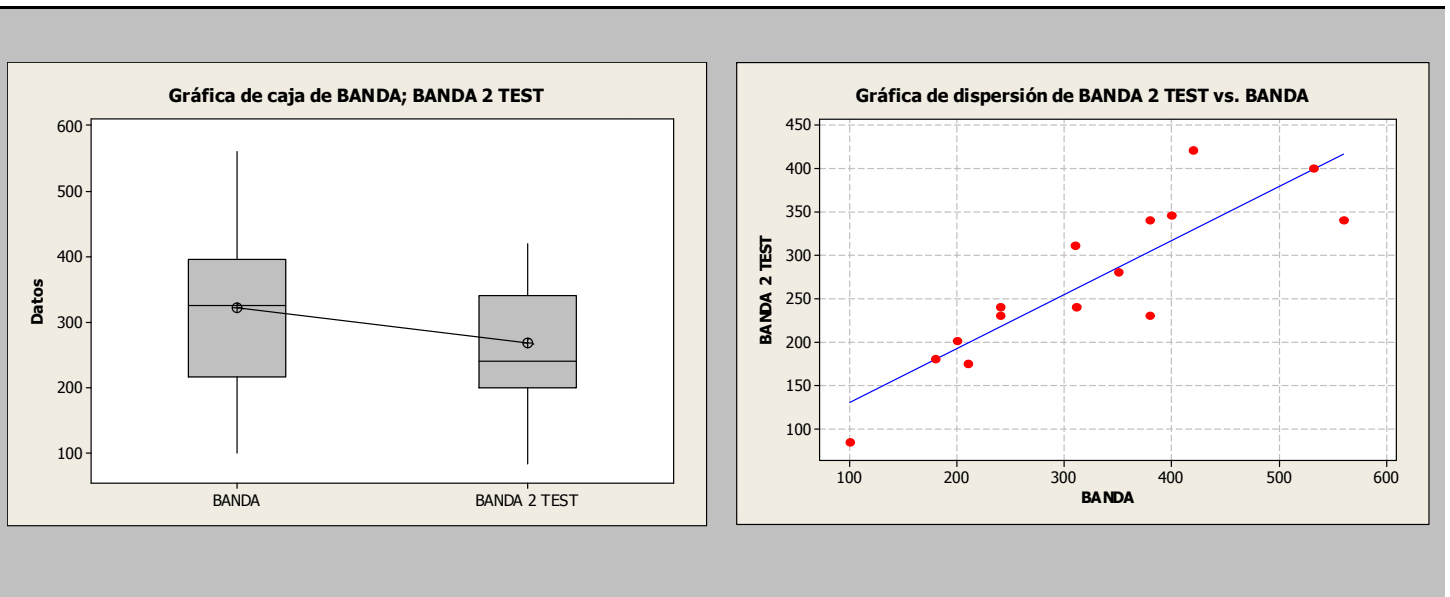 Gráfica de caja de BANDA; BANDA 2 TEST
600
500
400
300
200
100
Datos
BANDA
BANDA 2 TEST
Gráfica de dispersión de BANDA 2 TEST vs. BANDA
450
400
350
300
250
200
150
100
BANDA 2 TEST
100
200
300
400
500
600
BANDA